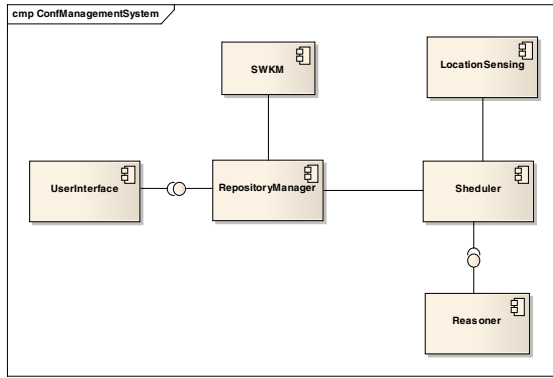 cmp ConfManagementSystem
SWKM
LocationSensing
UserInterface
RepositoryManager
Sheduler
Reasoner